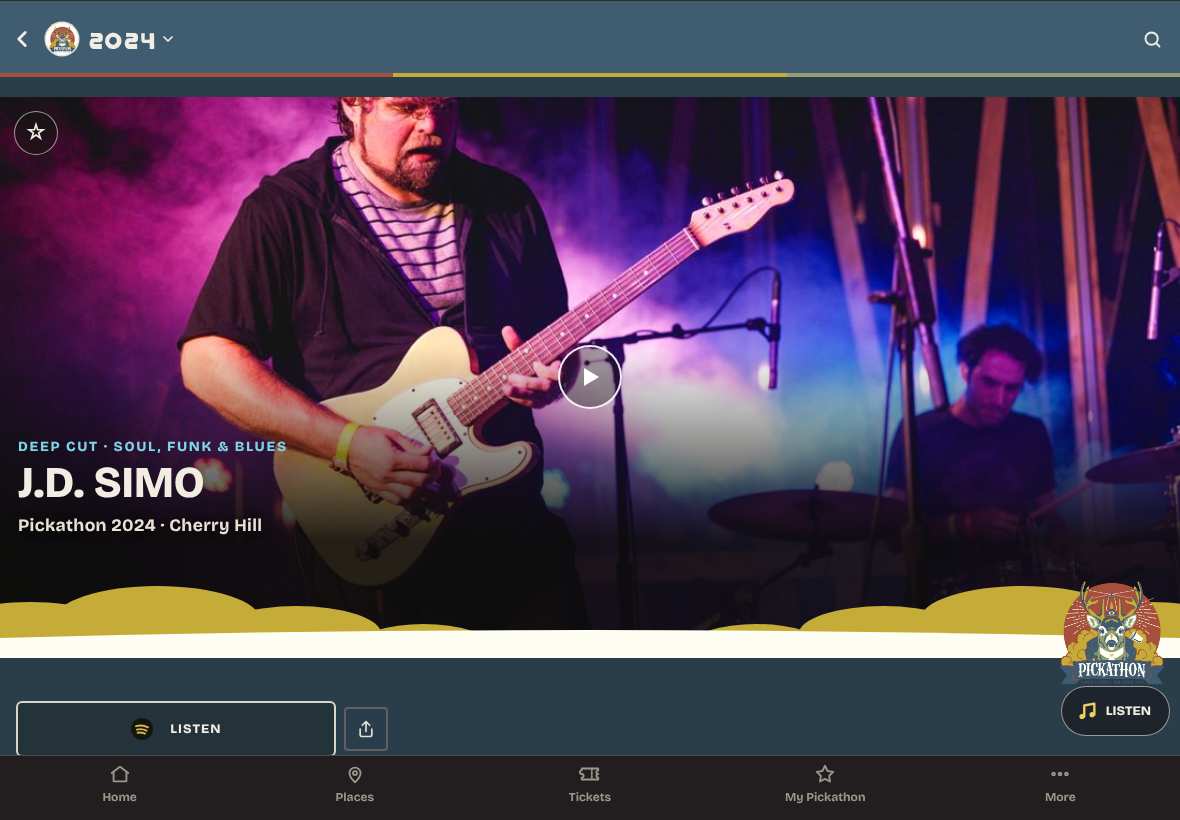 2024
DEEP CUT · SOUL, FUNK & BLUES
J.D. SIMO
Pickathon 2024 · Cherry Hill
PICKATHON
LISTEN
LISTEN
Home
Places
Tickets
My Pickathon
More